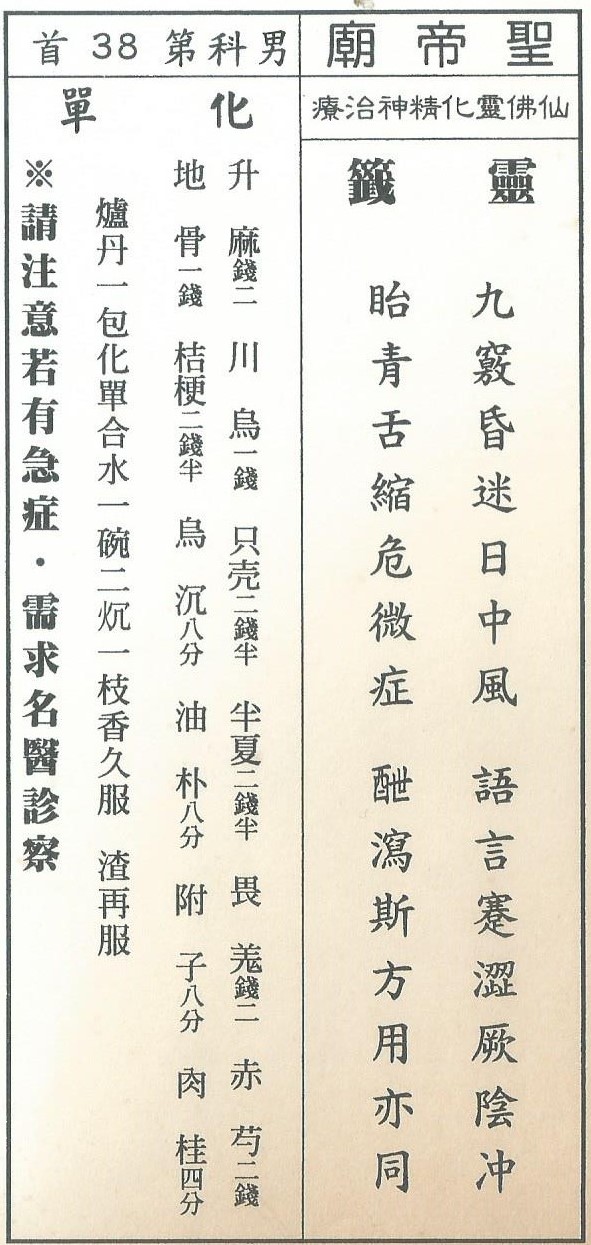 聖帝廟
仙佛靈化精神治療
靈籤
九竅昏迷日中風 語言蹇澀厥陰冲
眙青舌縮危微症 瀉斯方用亦同
男科第38首
化單
升麻錢二 川烏一錢 只壳二錢半 半夏二錢半 畏羗錢二 赤芍二錢
地骨一錢 桔梗二錢半 烏沉八分 油朴八分 附子八分 肉桂四分
爐丹一包化單合水一碗二一枝香久服 渣再服
※請注意若有急症・需求名醫診察